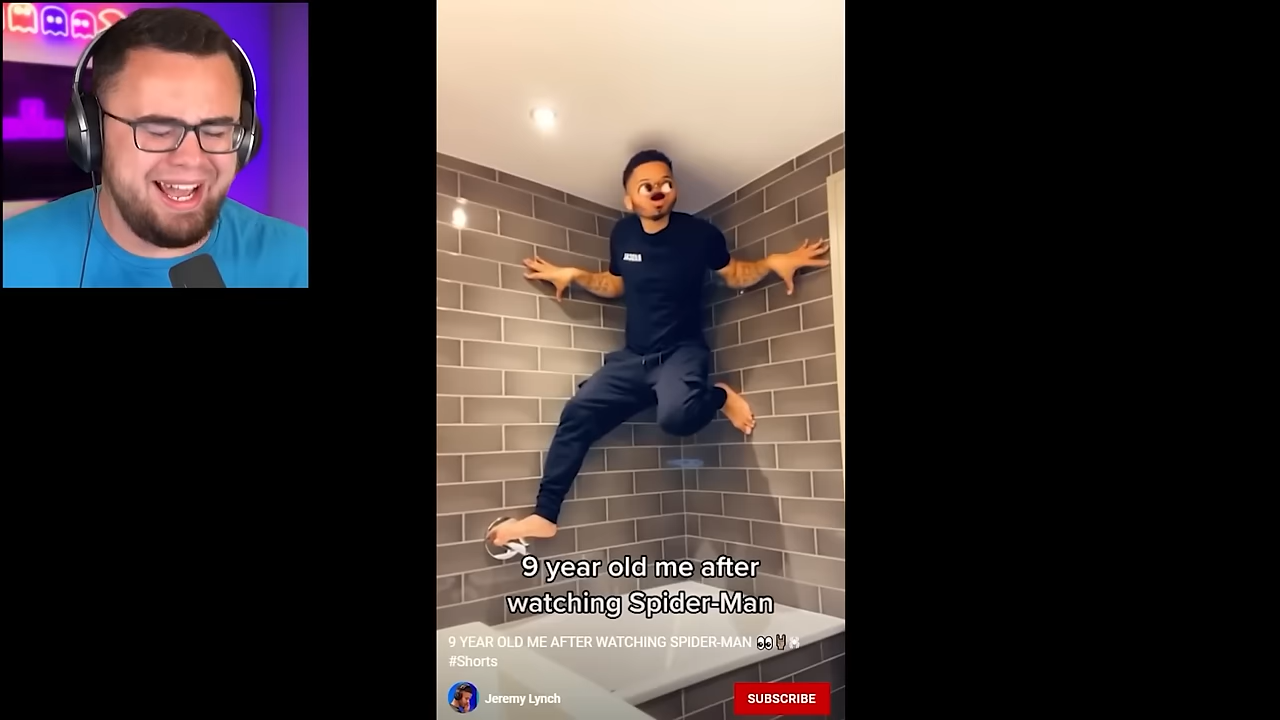 9 year old me after
watching Spider-Man
9 YEAR OLD ME AFTER WATCHING SPIDER-MAN 👀🤘🏾🕷
#Shorts
Jeremy Lynch
SUBSCRIBE